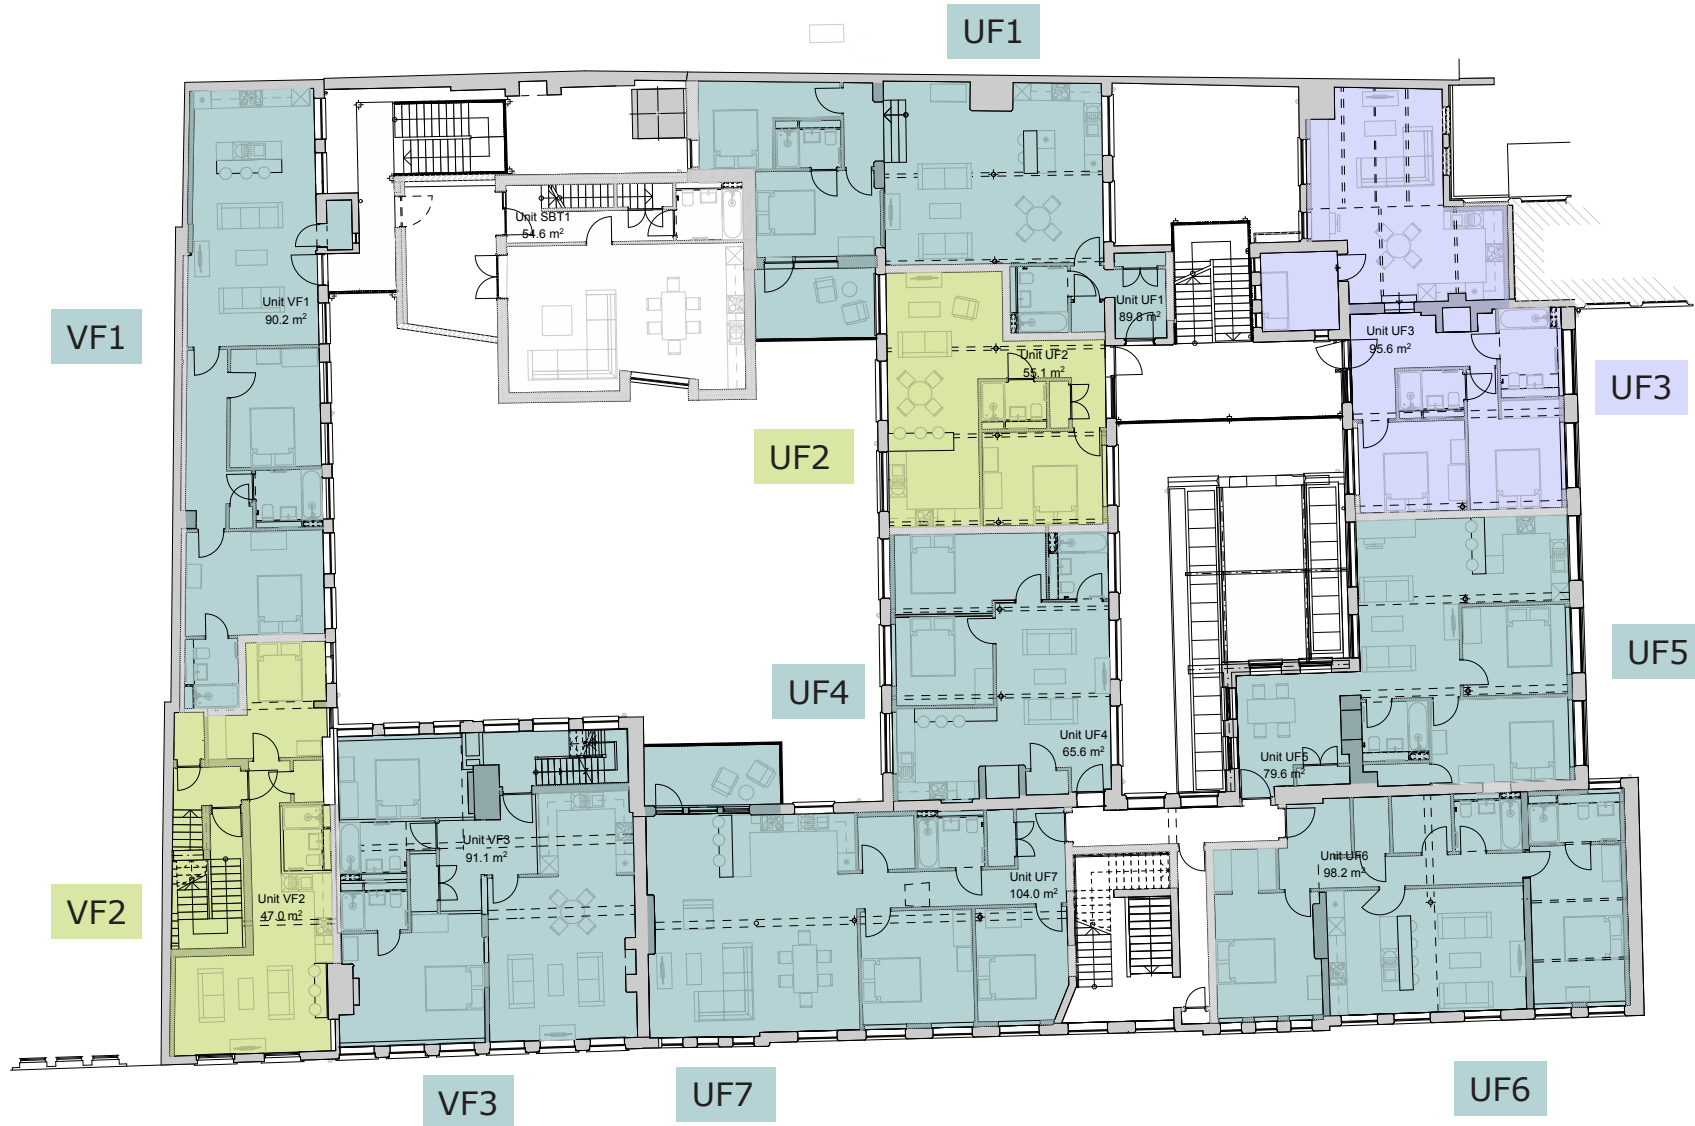 UF1
Unit SBT1
54.6 m²
Unit VF1
90.2 m²
Unit UF1
89.8 m²
VF1
Unit UF3
95.6 m²
Unit UF2
55.1 m²
UF3
UF2
UF5
UF4
Unit UF4
65.6 m²
Unit UF5
79.6 m²
Unit VF3
91.1 m²
Unit UF6
98.2 m²
Unit UF7
104.0 m²
Unit VF2
47.0 m²
VF2
VF3
UF7
UF6